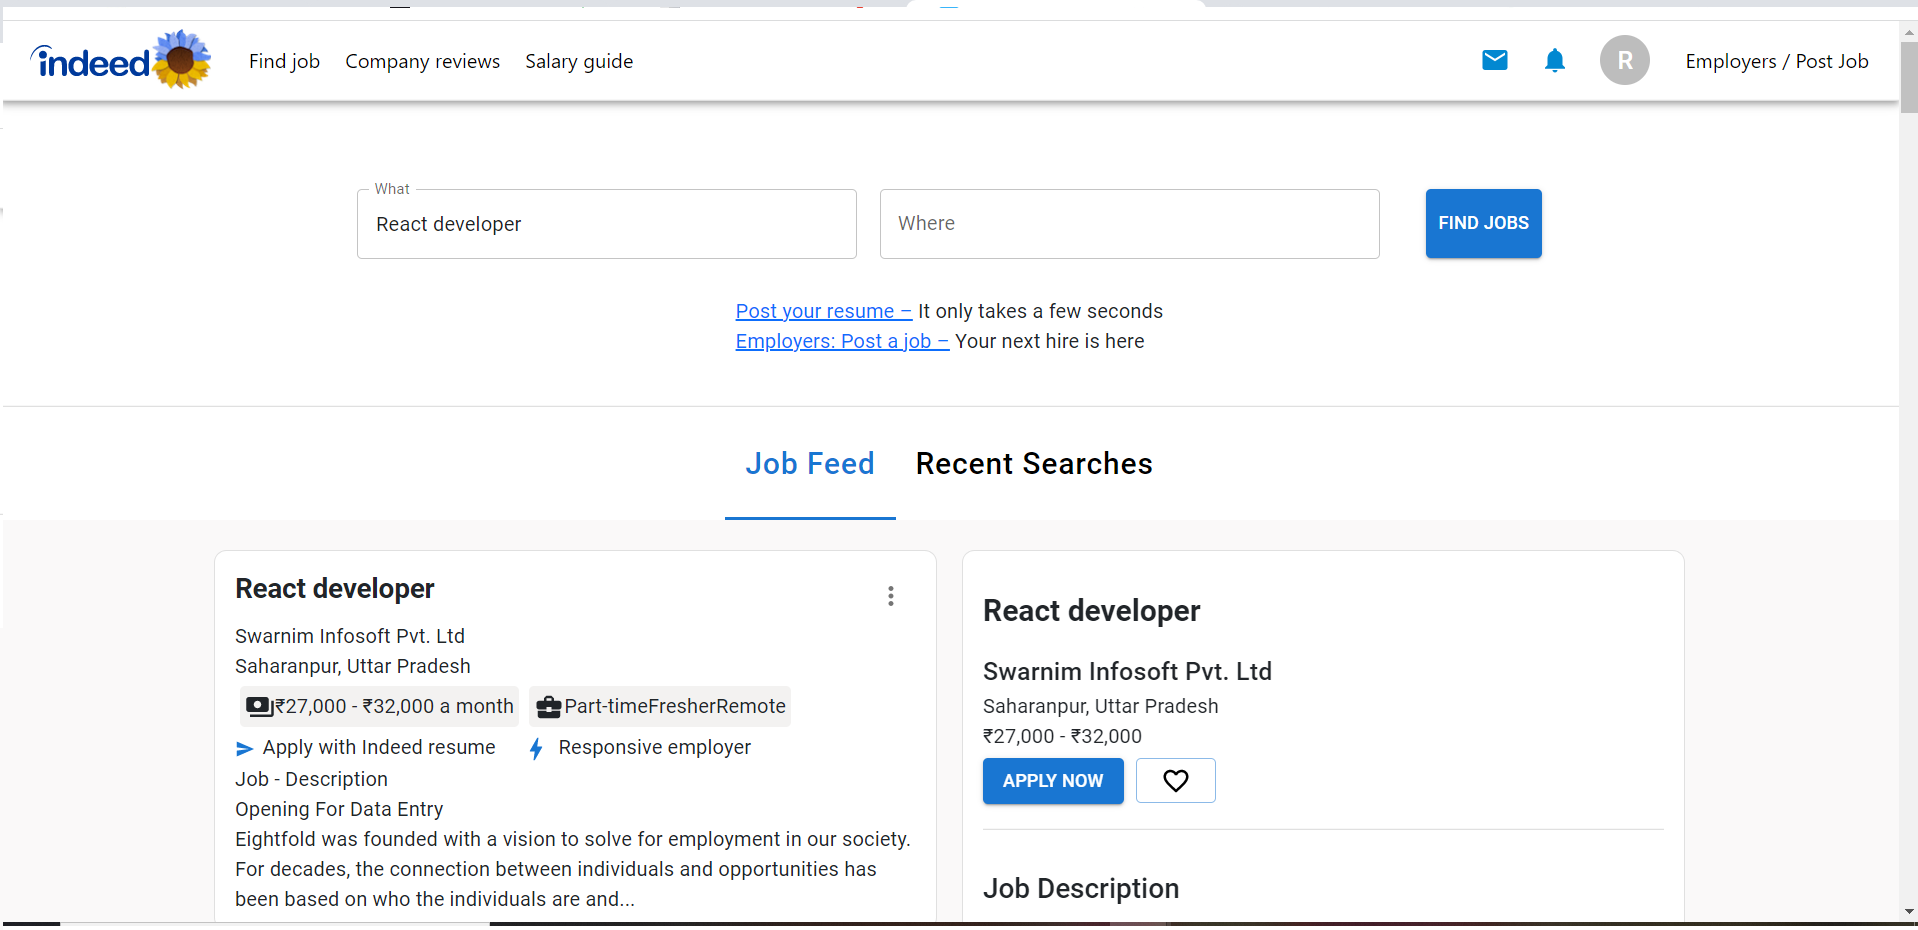 indeed Find job Company reviews Salary guide R Employers / Post Job
What
React developer
Where
FIND JOBS
Post your resume – It only takes a few seconds
Employers: Post a job – Your next hire is here
Job Feed Recent Searches
React developer
Swarnim Infosoft Pvt. Ltd
Saharanpur, Uttar Pradesh
₹27,000 - ₹32,000 a month Part-timeFresherRemote
Apply with Indeed resume Responsive employer
Job - Description
Opening For Data Entry
Eightfold was founded with a vision to solve for employment in our society.
For decades, the connection between individuals and opportunities has
been based on who the individuals are and...
React developer
Swarnim Infosoft Pvt. Ltd
Saharanpur, Uttar Pradesh
₹27,000 - ₹32,000
APPLY NOW
Job Description